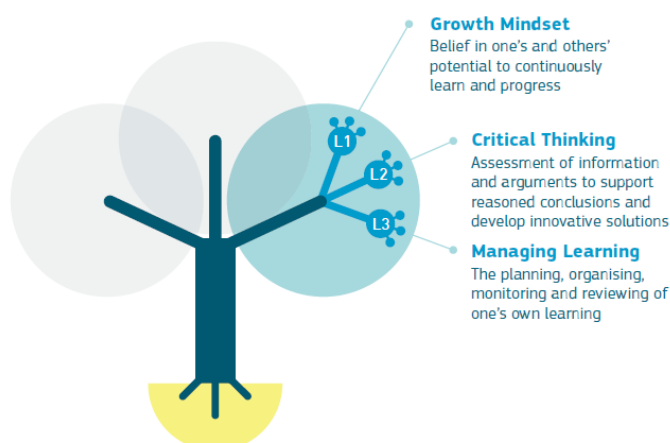 Growth Mindset
Belief in one's and others'
potential to continuously
learn and progress
L1
L2
L3
Critical Thinking
Assessment of information
and arguments to support
reasoned conclusions and
develop innovative solutions
Managing Learning
The planning, organising,
monitoring and reviewing of
one's own learning